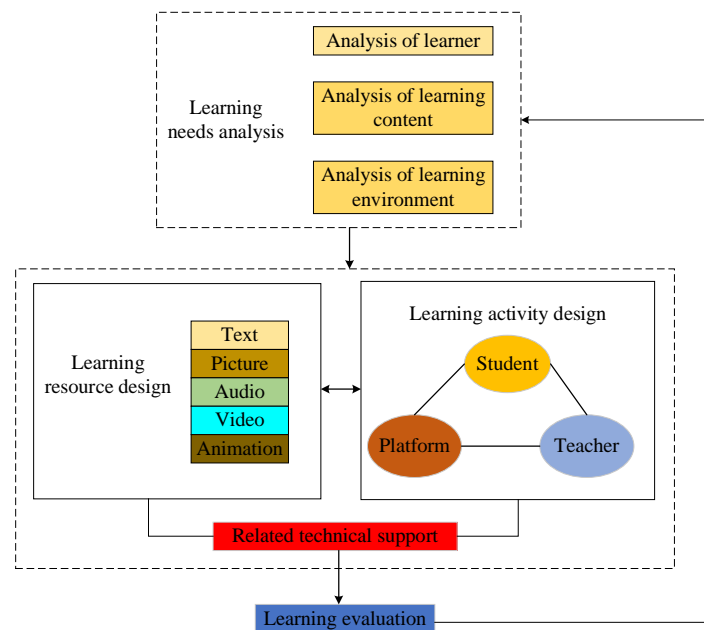 Analysis of learner
Learning
needs analysis
Analysis of learning
content
Analysis of learning
environment
Learning
resource design
Text
Picture
Audio
Video
Animation
Learning activity design
Student
Platform
Teacher
Related technical support
Learning evaluation